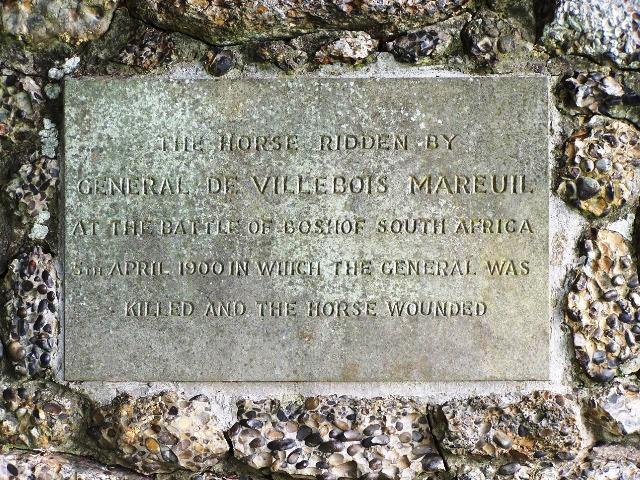 THE HORSE RIDDEN BY
GENERAL DE VILLEBOIS MAREUIL
AT THE BATTLE OF BOSHOF SOUTH AFRICA
5TH APRIL 1900 IN WHICH THE GENERAL WAS
KILLED AND THE HORSE WOUNDED